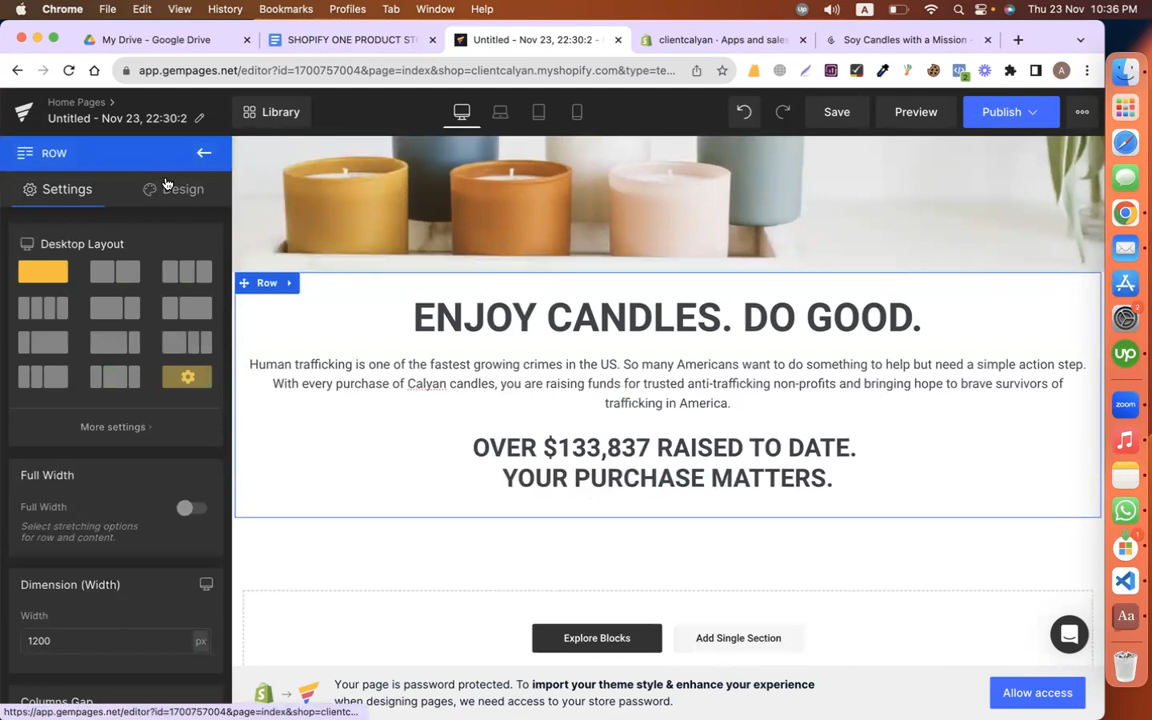 Chrome File Edit View History Bookmarks Profiles Tab Window Help
Up A Thu 23 Nov 10:36 PM
My Drive - Google Drive
SHOPIFY ONE PRODUCT ST
Untitled - Nov 23, 22:30:2 -
clientcalyan · Apps and sales
Soy Candles with a Mission -
app.gempages.net/editor?id=1700757004&page=index&shop=clientcalyan.myshopify.com&type=te...
2
A
Home Pages
Untitled - Nov 23, 22:30:2
Library
Save
Preview
Publish
ROW
Settings
Design
Desktop Layout
More settings
Full Width
Full Width
Select stretching options
for row and content.
Dimension (Width)
Width
1200 px
Columns Gap
Row
ENJOY CANDLES. DO GOOD.
Human trafficking is one of the fastest growing crimes in the US. So many Americans want to do something to help but need a simple action step.
With every purchase of Calyan candles, you are raising funds for trusted anti-trafficking non-profits and bringing hope to brave survivors of
trafficking in America.
OVER $133,837 RAISED TO DATE.
YOUR PURCHASE MATTERS.
Explore Blocks
Add Single Section
Your page is password protected. To import your theme style & enhance your experience
when designing pages, we need access to your store password.
Allow access
https://app.gempages.net/editor?id=1700757004&page=index&shop=clientc...
2
up
zoom
1
Aa